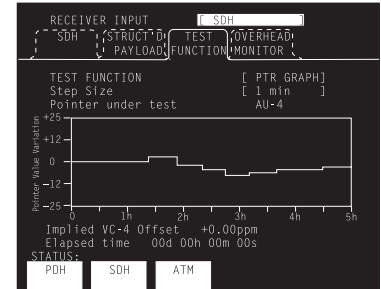 RECEIVER INPUT [ SDH ]
SDH STRUCT'D PAYLOAD TEST FUNCTION OVERHEAD MONITOR
TEST FUNCTION [ PTR GRAPH]
Step Size [ 1 min ]
Pointer under test AU-4
Pointer Value Variation
+25
+12
0
-12
-25
0 1h 2h 3h 4h 5h
Implied VC-4 Offset +0.00ppm
Elapsed time 00d 00h 00m 00s
STATUS:
PDH SDH ATM